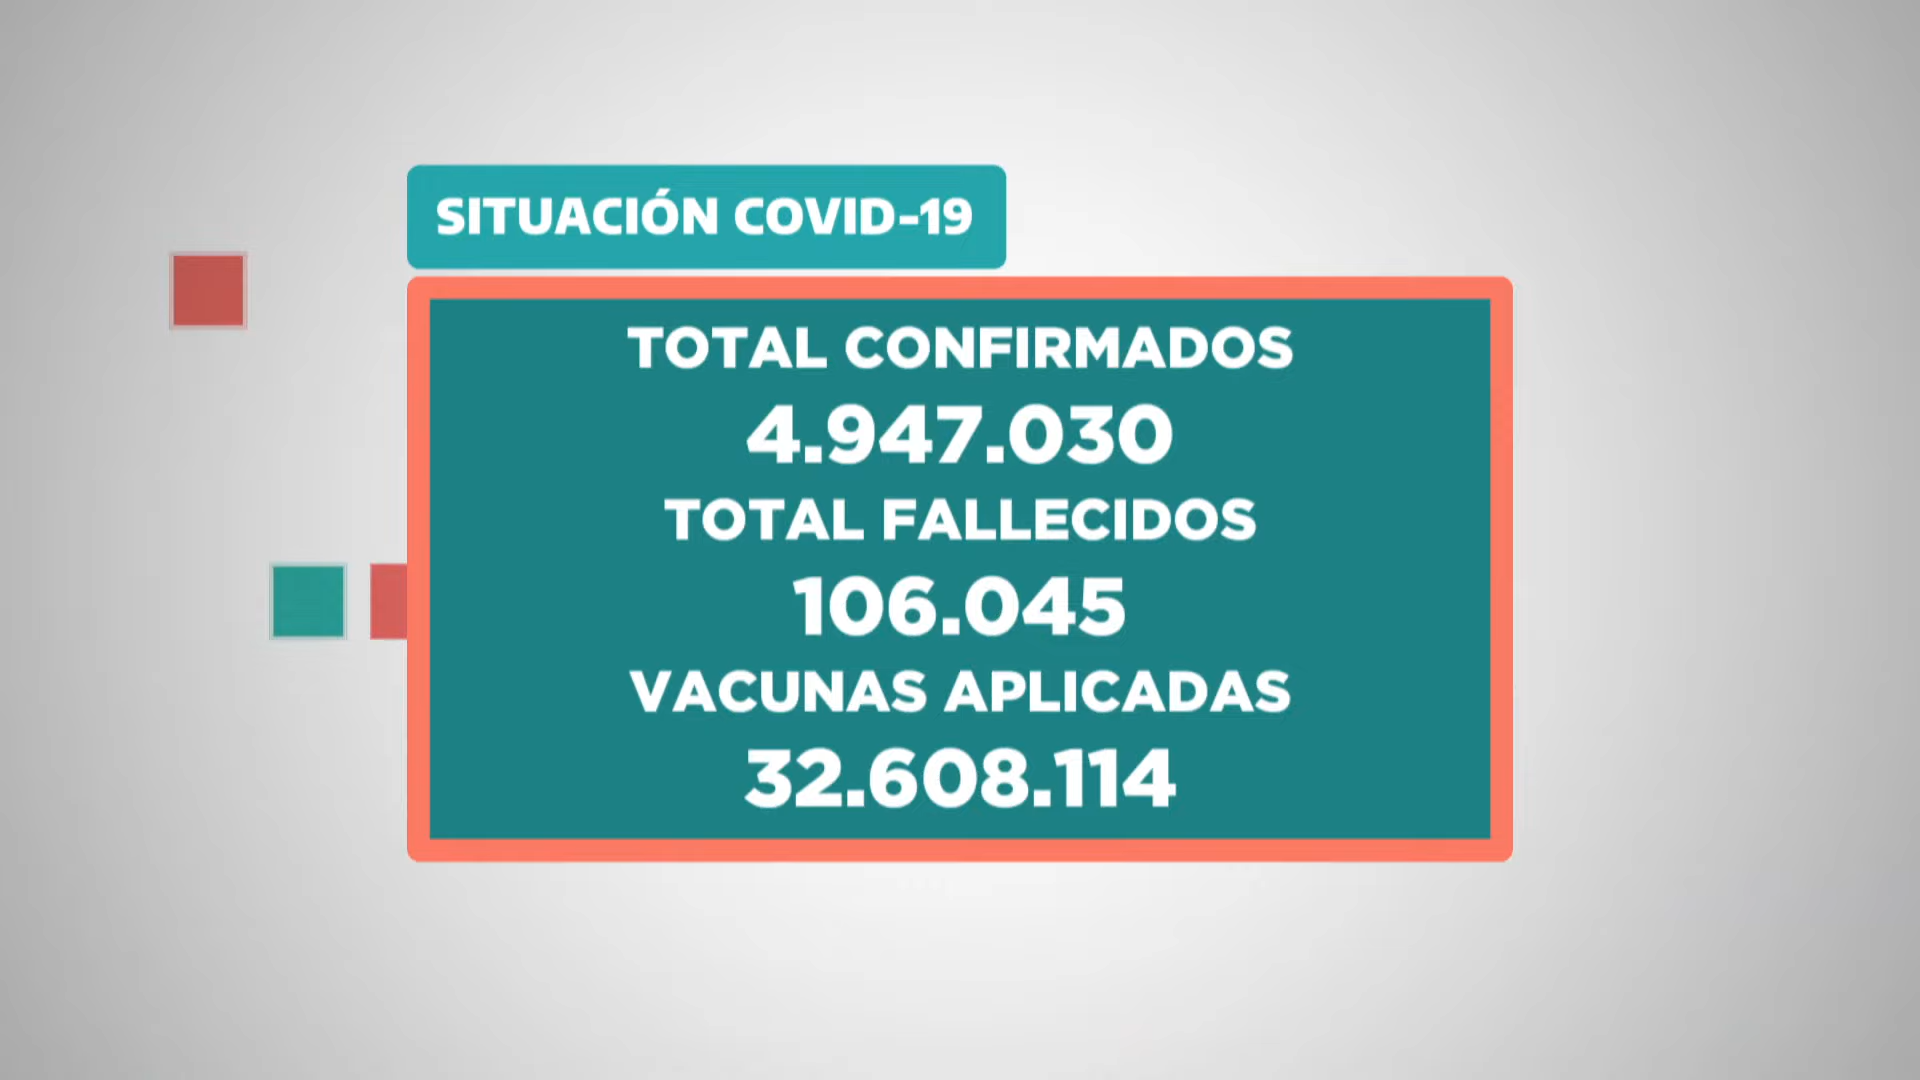 SITUACIÓN COVID-19
TOTAL CONFIRMADOS
4.947.030
TOTAL FALLECIDOS
106.045
VACUNAS APLICADAS
32.608.114